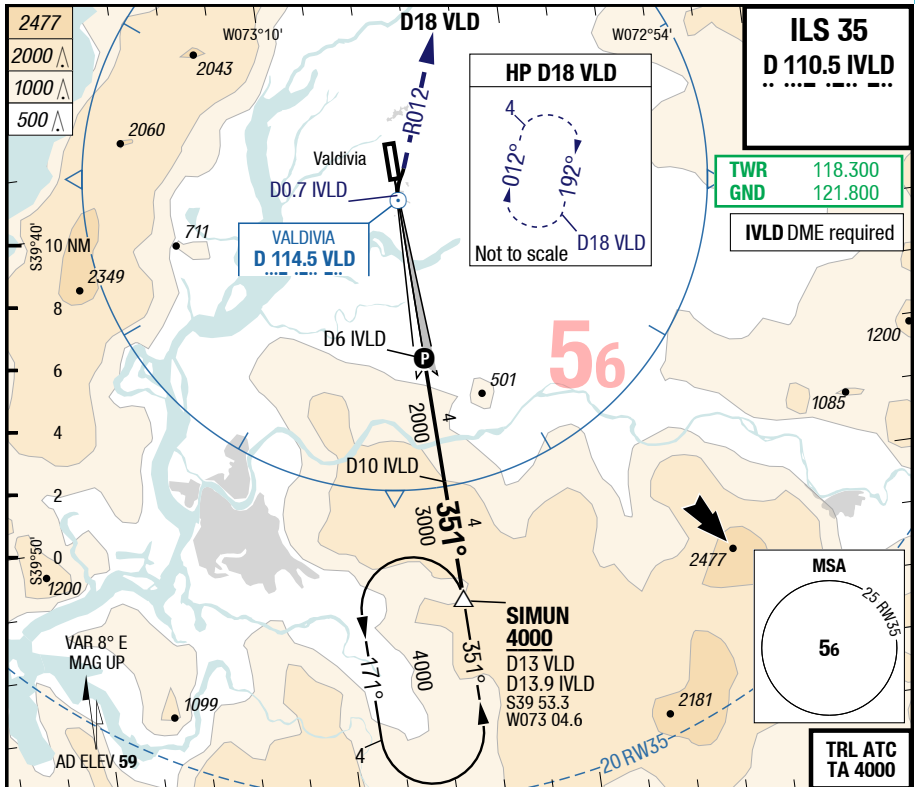 2477
2000
1000
500
W073°10'
D18 VLD
W072°54'
ILS 35
D 110.5 IVLD
2043
2060
R012
HP D18 VLD
4
012°
192°
D18 VLD
Not to scale
TWR 118.300
GND 121.800
IVLD DME required
Valdivia
D0.7 IVLD
VALDIVIA
D 114.5 VLD
S39°40'
711
10 NM
2349
8
6
4
2
0
D6 IVLD
P
56
501
1200
1085
4
2000
D10 IVLD
351°
4
3000
2477
S39°50'
1200
SIMUN
4000
D13 VLD
D13.9 IVLD
S39 53.3
W073 04.6
351°
4000
171°
4
MSA
25 RW35
56
VAR 8° E
MAG UP
1099
AD ELEV 59
2181
20 RW35
TRL ATC
TA 4000